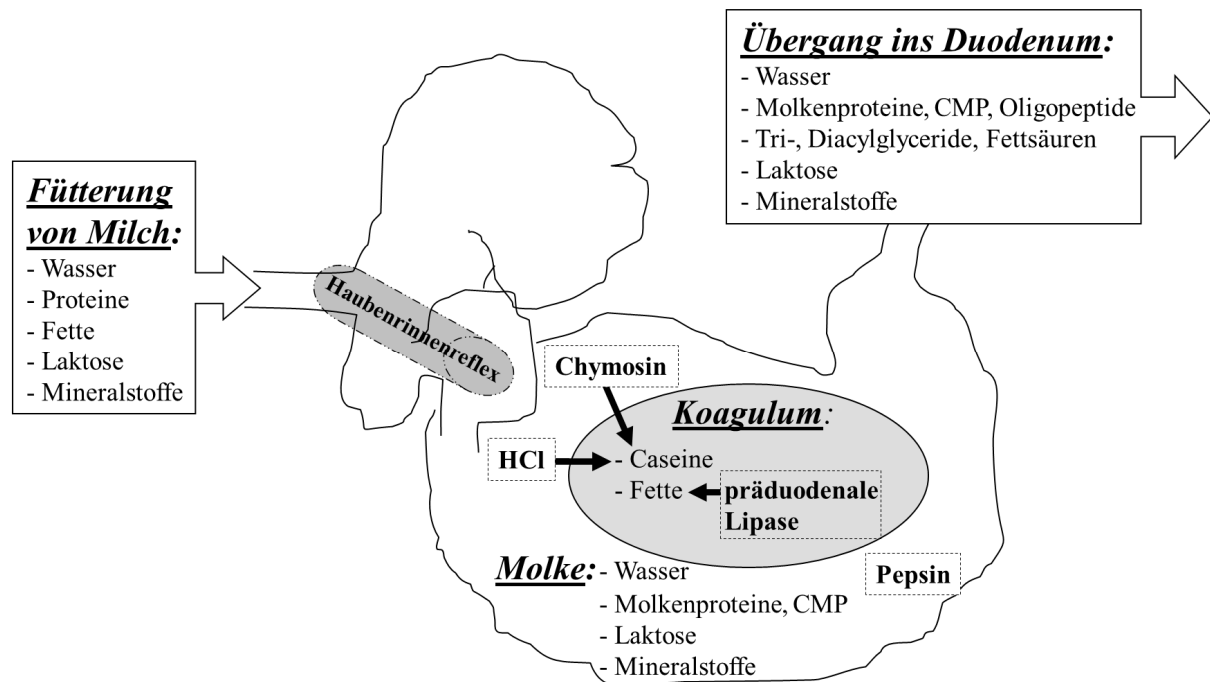 Fütterung
von Milch:
- Wasser
- Proteine
- Fette
- Laktose
- Mineralstoffe
Haubenrinnenreflex
Übergang ins Duodenum:
- Wasser
- Molkenproteine, CMP, Oligopeptide
- Tri-, Diacylglyceride, Fettsäuren
- Laktose
- Mineralstoffe
Chymosin
HCl
Koagulum:
- Caseine
- Fette
präduodenale
Lipase
Pepsin
Molke: - Wasser
- Molkenproteine, CMP
- Laktose
- Mineralstoffe